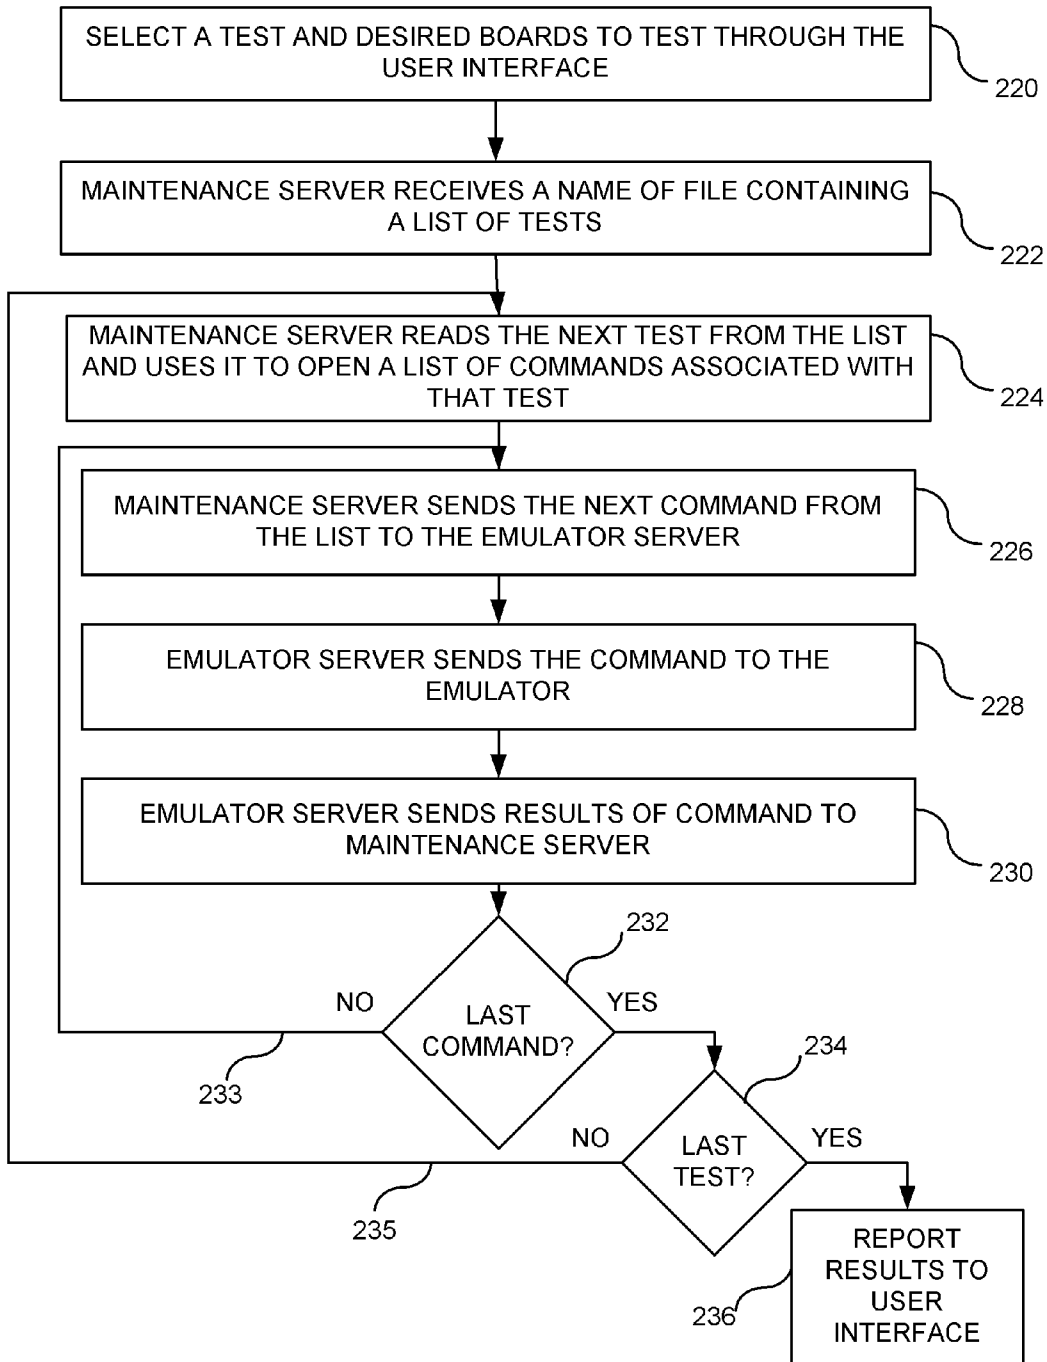 SELECT A TEST AND DESIRED BOARDS TO TEST THROUGH THE
USER INTERFACE
220
MAINTENANCE SERVER RECEIVES A NAME OF FILE CONTAINING
A LIST OF TESTS
222
MAINTENANCE SERVER READS THE NEXT TEST FROM THE LIST
AND USES IT TO OPEN A LIST OF COMMANDS ASSOCIATED WITH
THAT TEST
224
MAINTENANCE SERVER SENDS THE NEXT COMMAND FROM
THE LIST TO THE EMULATOR SERVER
226
EMULATOR SERVER SENDS THE COMMAND TO THE
EMULATOR
228
EMULATOR SERVER SENDS RESULTS OF COMMAND TO
MAINTENANCE SERVER
230
232
NO
YES
LAST
COMMAND?
233
234
NO
YES
LAST
TEST?
235
REPORT
RESULTS TO
USER
INTERFACE
236